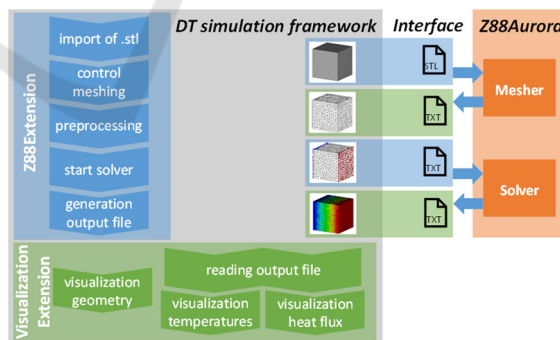 DT simulation framework
Interface
Z88Aurora
Z88Extension
import of .stl
control
meshing
preprocessing
start solver
generation
output file
STL
TXT
TXT
TXT
Mesher
Solver
Visualization
Extension
visualization
geometry
reading output file
visualization
temperatures
visualization
heat flux